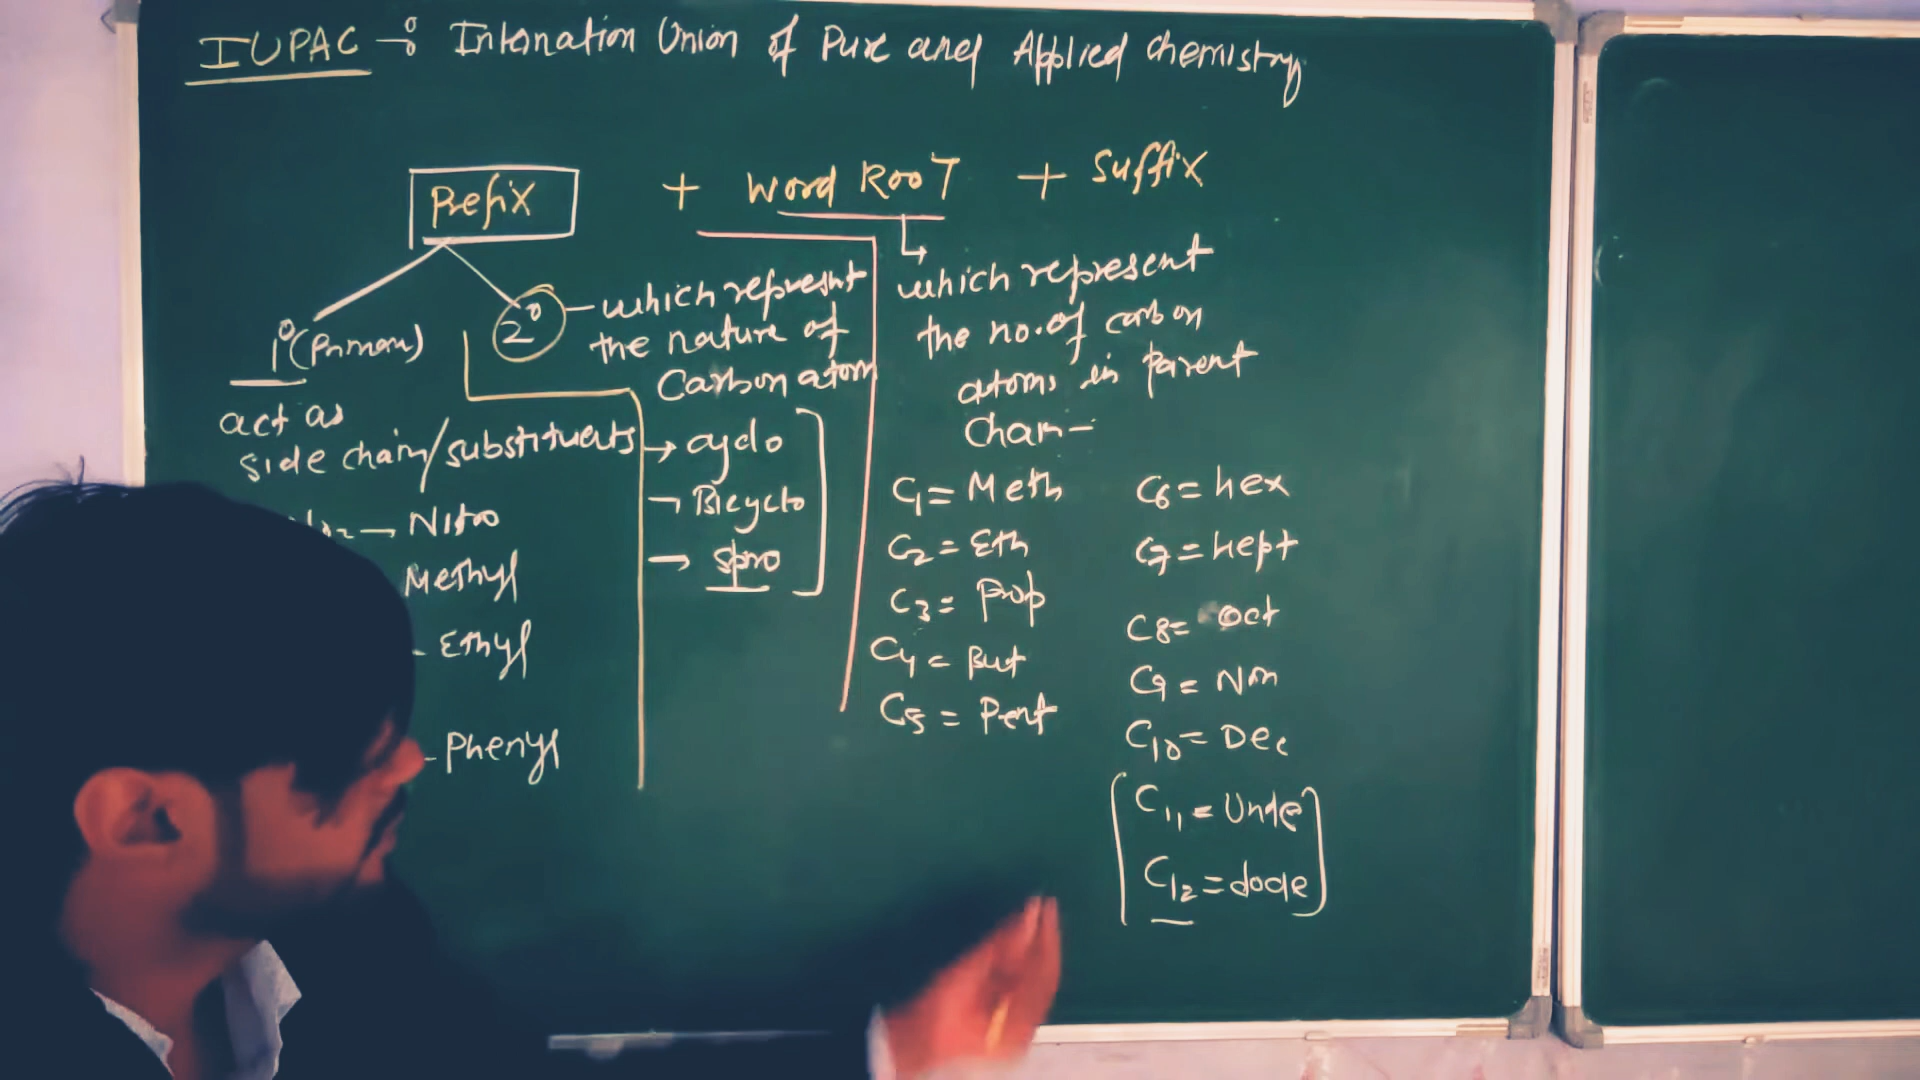 IUPAC : Internation Union of Pure and Applied chemistry
Prefix + Word RooT + Suffix
1° (Primary)
act as
side chain/substituents
→ Nitro
Methyl
- Ethyl
- Phenyl
2° - which represent
the nature of
Carbon atom
→ cyclo
→ Bicyclo
→ spiro
which represent
the no. of carbon
atoms in parent
Chain -
C1 = Meth
C2 = Eth
C3 = Prop
C4 = But
C5 = Pent
C6 = hex
C7 = hept
C8 = oct
C9 = Non
C10 = Dec
C11 = Unde
C12 = dode